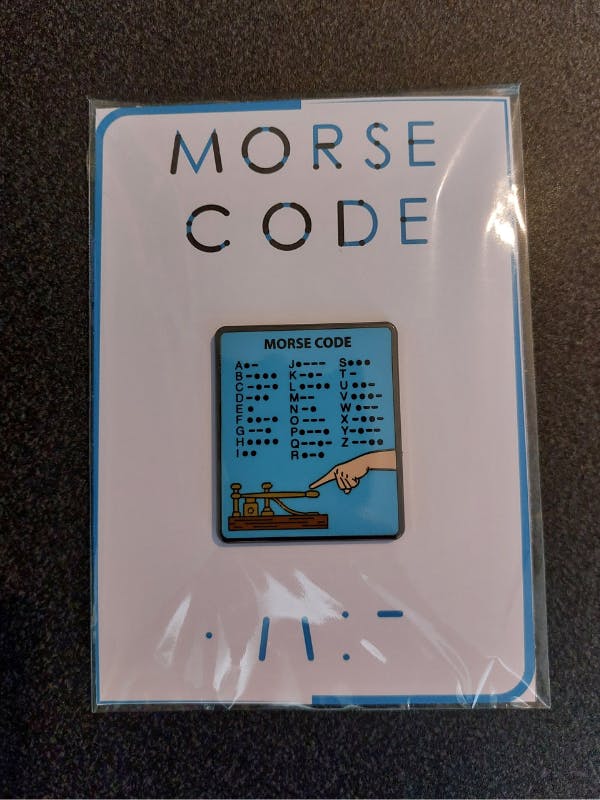 MORSE
CODE
MORSE CODE
A •– J •––– S •••
B –••• K –•– T –
C –•–• L •–•• U ••–
D –•• M –– V •••–
E • N –• W •––
F ••–• O ––– X –••–
G ––• P •––• Y –•––
H •••• Q ––•– Z ––••
I •• R •–•